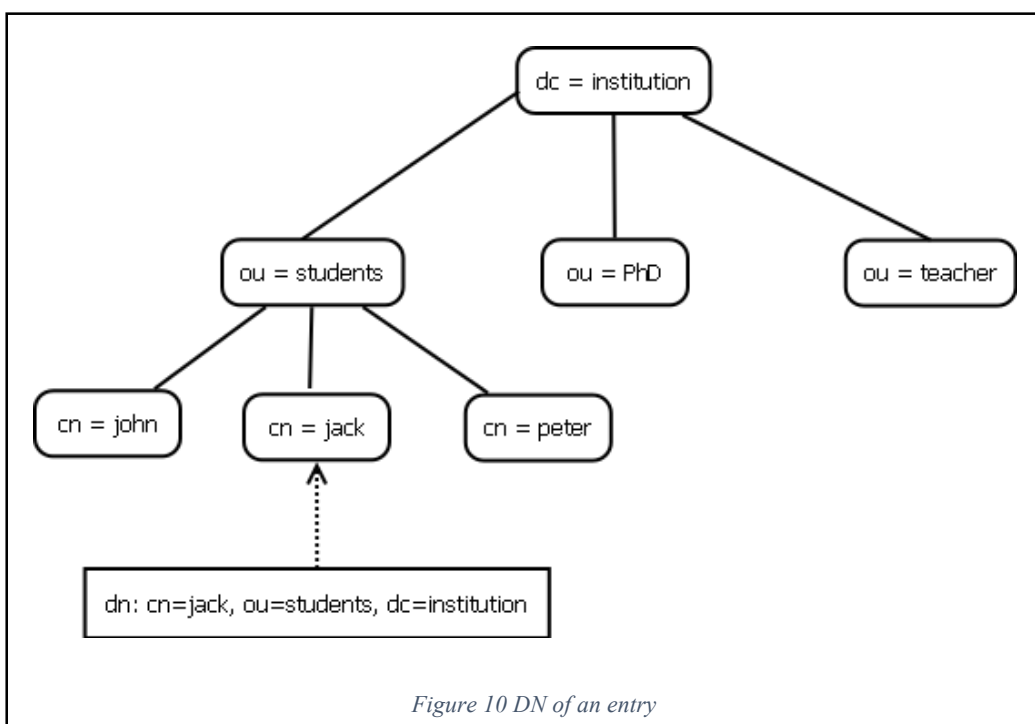 dc = institution
ou = students
ou = PhD
ou = teacher
cn = john
cn = jack
cn = peter
dn: cn=jack, ou=students, dc=institution
Figure 10 DN of an entry